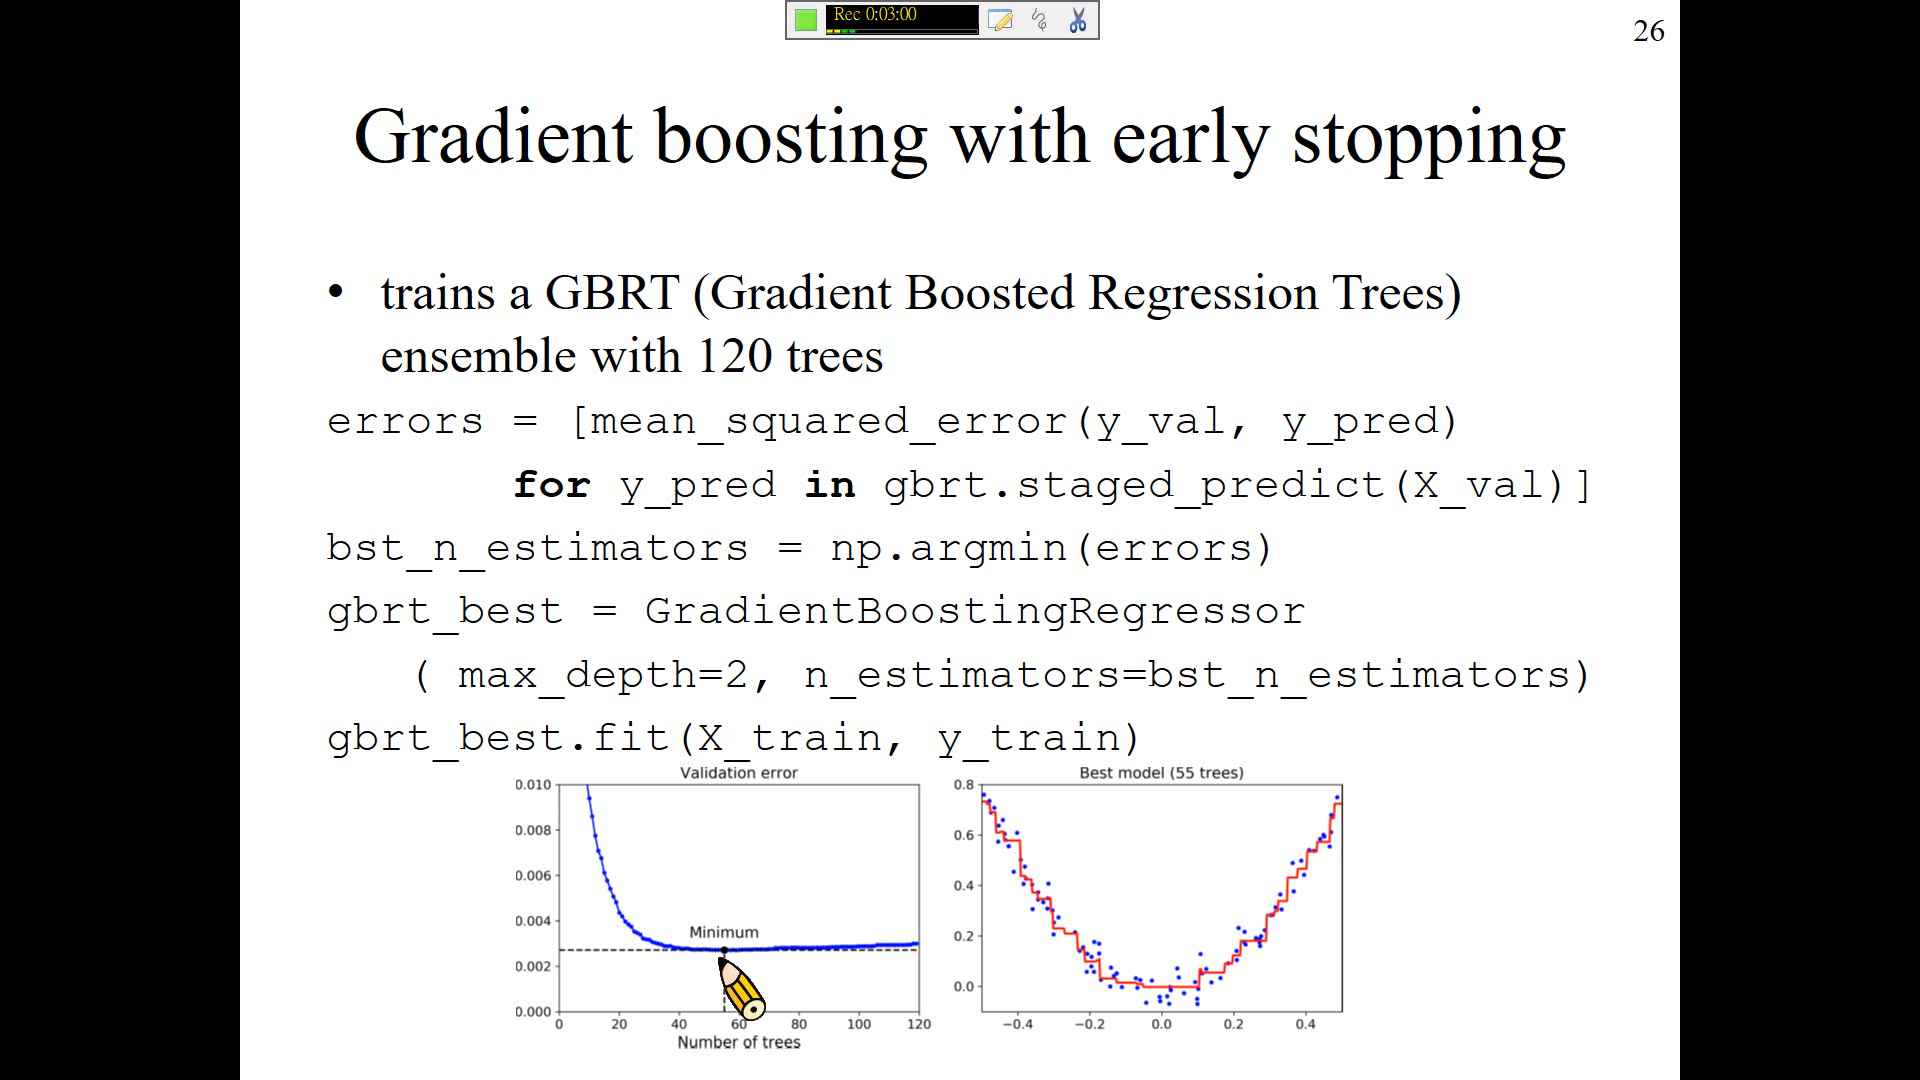 Rec 0:03:00
26
Gradient boosting with early stopping
• trains a GBRT (Gradient Boosted Regression Trees)
ensemble with 120 trees
errors = [mean_squared_error(y_val, y_pred)
for y_pred in gbrt.staged_predict(X_val)]
bst_n_estimators = np.argmin(errors)
gbrt_best = GradientBoostingRegressor
( max_depth=2, n_estimators=bst_n_estimators)
gbrt_best.fit(X_train, y_train)
Validation error
0.010
0.008
0.006
0.004
0.002
0.000
Minimum
0 20 40 60 80 100 120
Number of trees
Best model (55 trees)
0.8
0.6
0.4
0.2
0.0
−0.4 −0.2 0.0 0.2 0.4